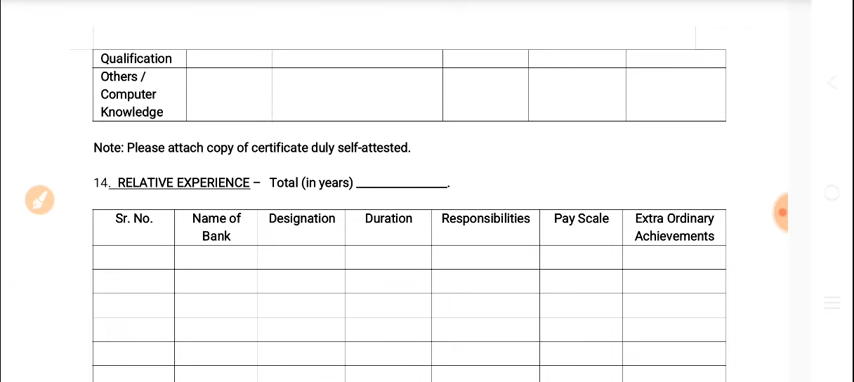 Qualification
Others /
Computer
Knowledge
Note: Please attach copy of certificate duly self-attested.
14. RELATIVE EXPERIENCE – Total (in years) ______________.
Sr. No. Name of Bank Designation Duration Responsibilities Pay Scale Extra Ordinary Achievements